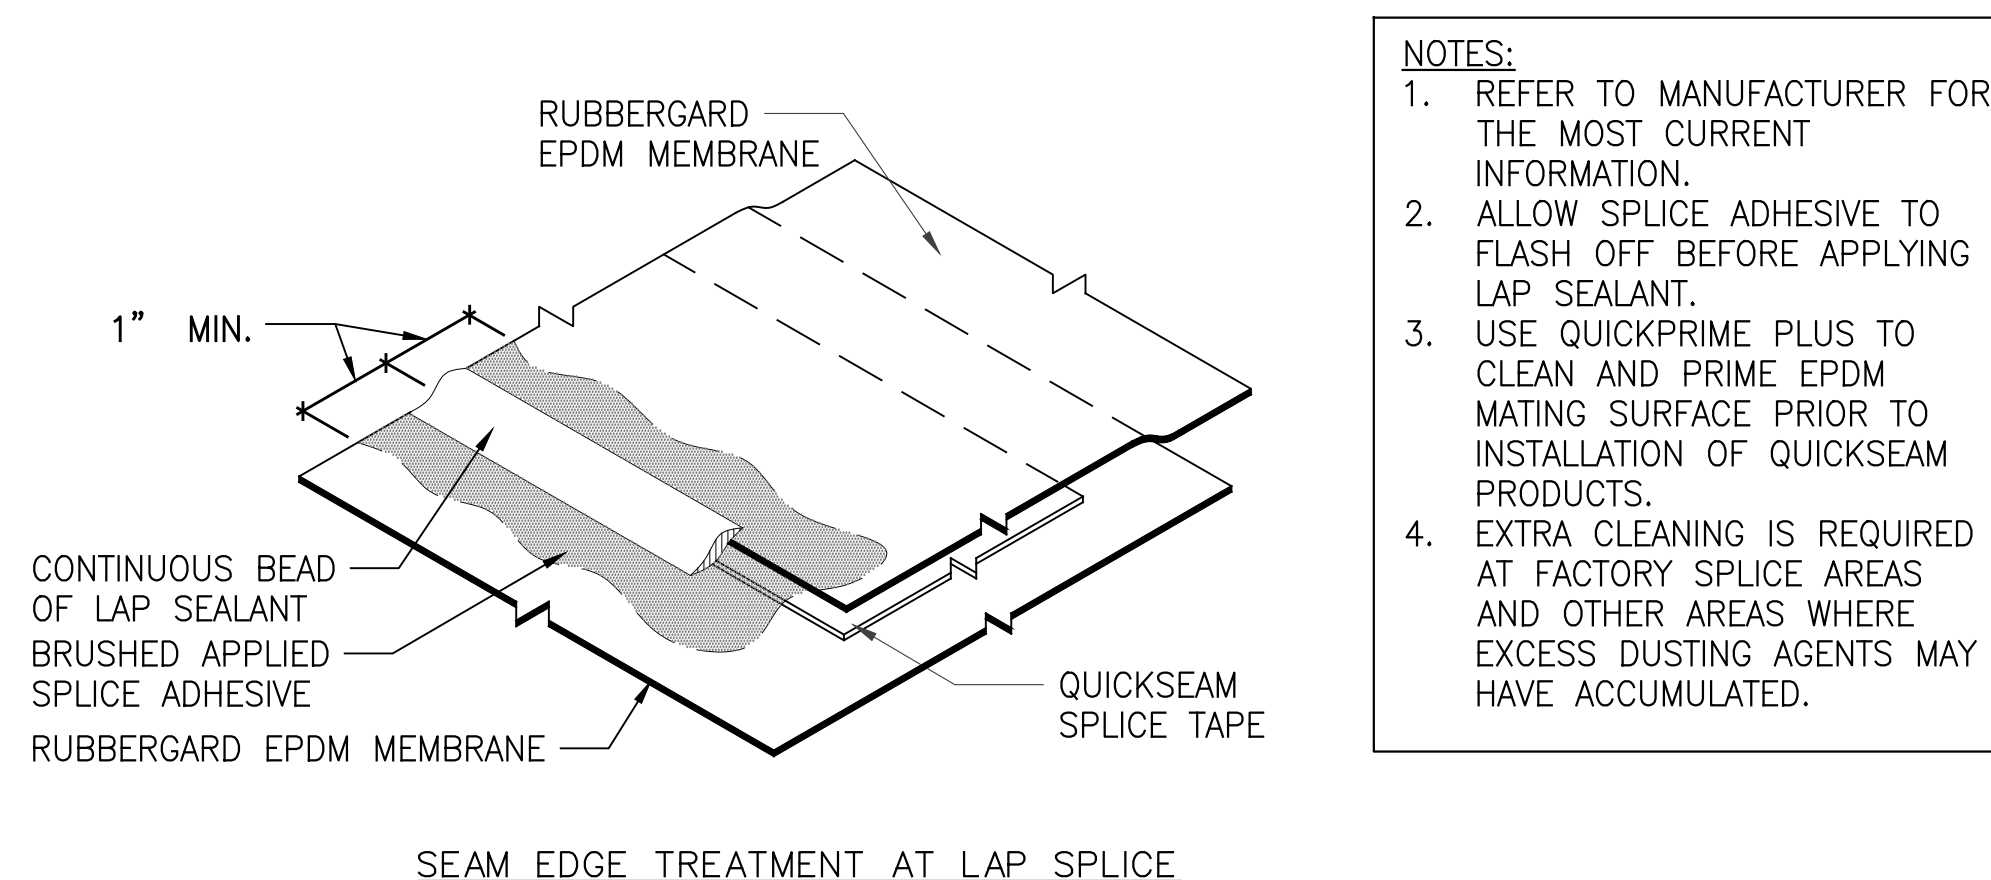 RUBBERGARD
EPDM MEMBRANE
1” MIN.
CONTINUOUS BEAD
OF LAP SEALANT
BRUSHED APPLIED
SPLICE ADHESIVE
RUBBERGARD EPDM MEMBRANE
QUICKSEAM
SPLICE TAPE
SEAM EDGE TREATMENT AT LAP SPLICE
NOTES:
1. REFER TO MANUFACTURER FOR
THE MOST CURRENT
INFORMATION.
2. ALLOW SPLICE ADHESIVE TO
FLASH OFF BEFORE APPLYING
LAP SEALANT.
3. USE QUICKPRIME PLUS TO
CLEAN AND PRIME EPDM
MATING SURFACE PRIOR TO
INSTALLATION OF QUICKSEAM
PRODUCTS.
4. EXTRA CLEANING IS REQUIRED
AT FACTORY SPLICE AREAS
AND OTHER AREAS WHERE
EXCESS DUSTING AGENTS MAY
HAVE ACCUMULATED.